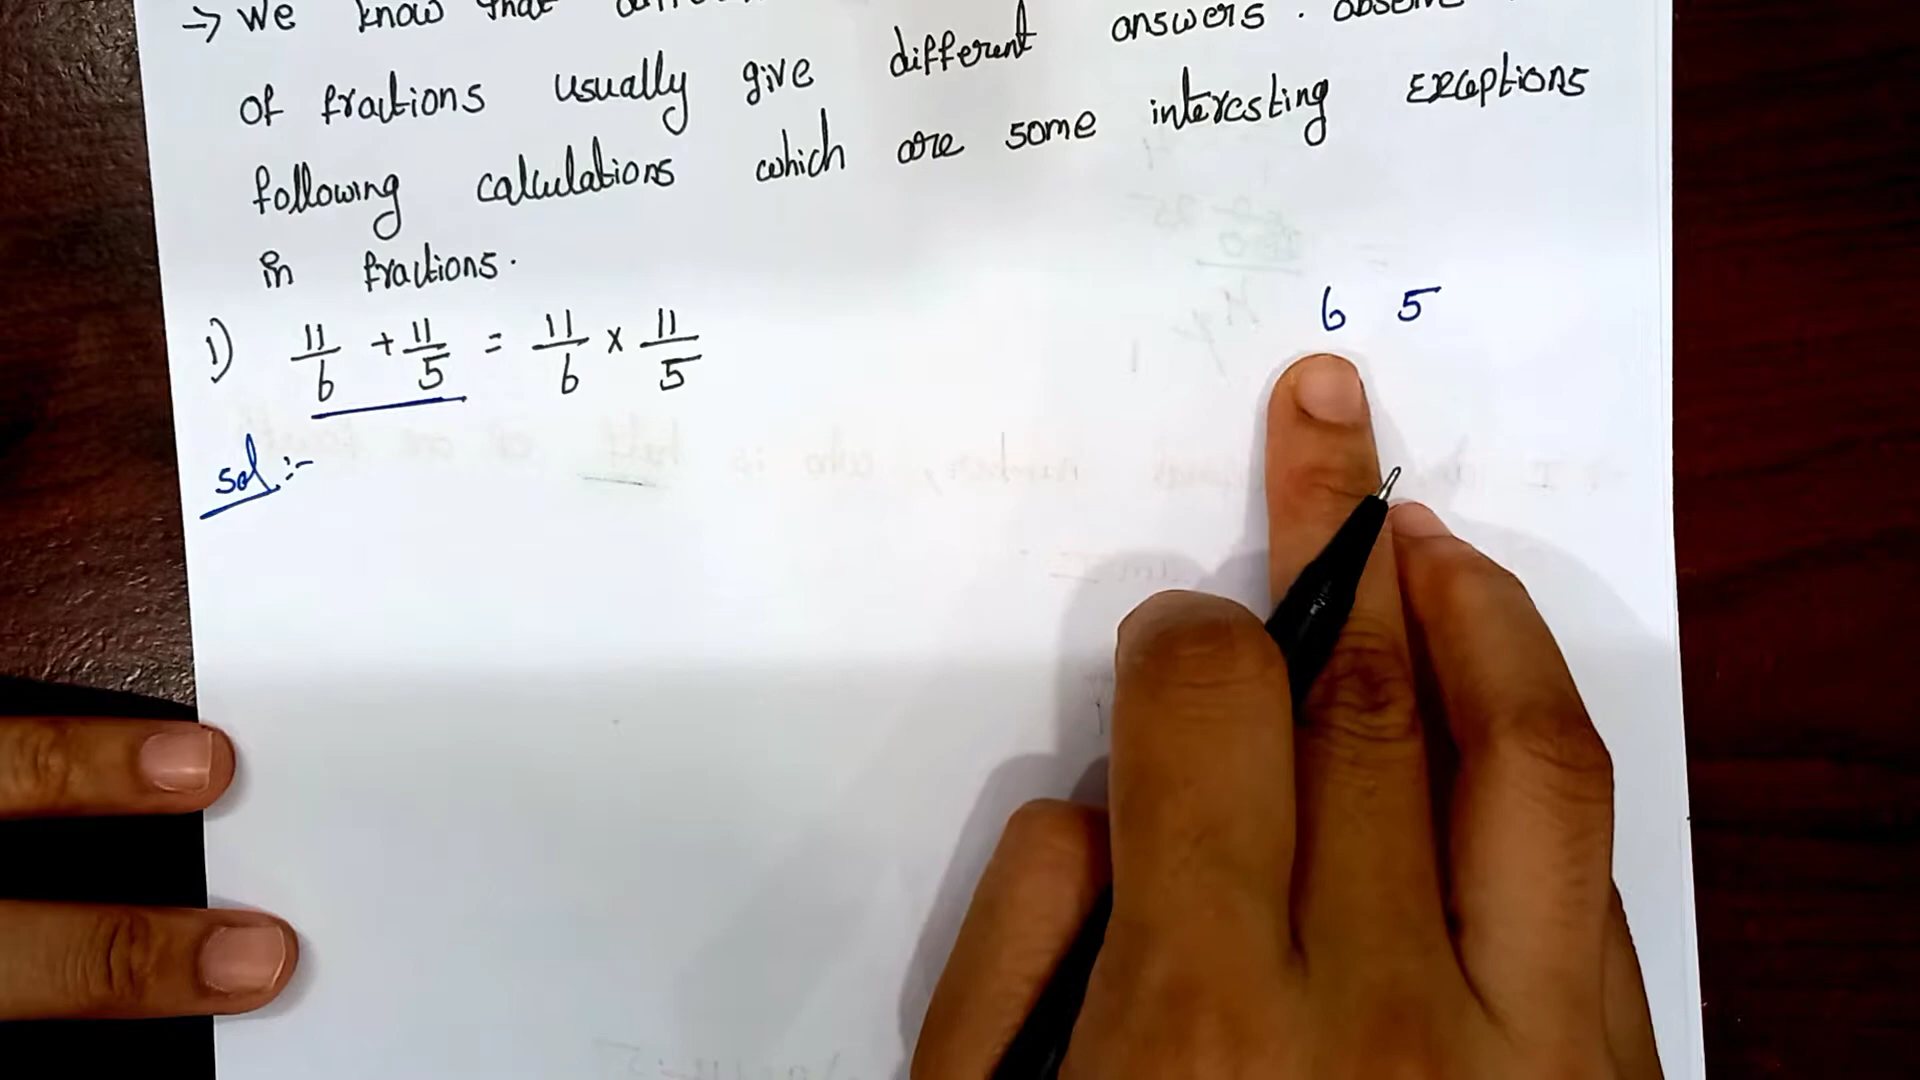 → We know that
answers . observe
of fractions usually give different
following calculations which are some interesting exceptions
in fractions.
1) 11/6 + 11/5 = 11/6 x 11/5
6 5
sol :-